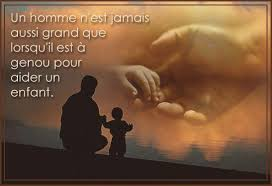 Un homme n'est jamais
aussi grand que
lorsqu'il est à
genou pour
aider un
enfant.